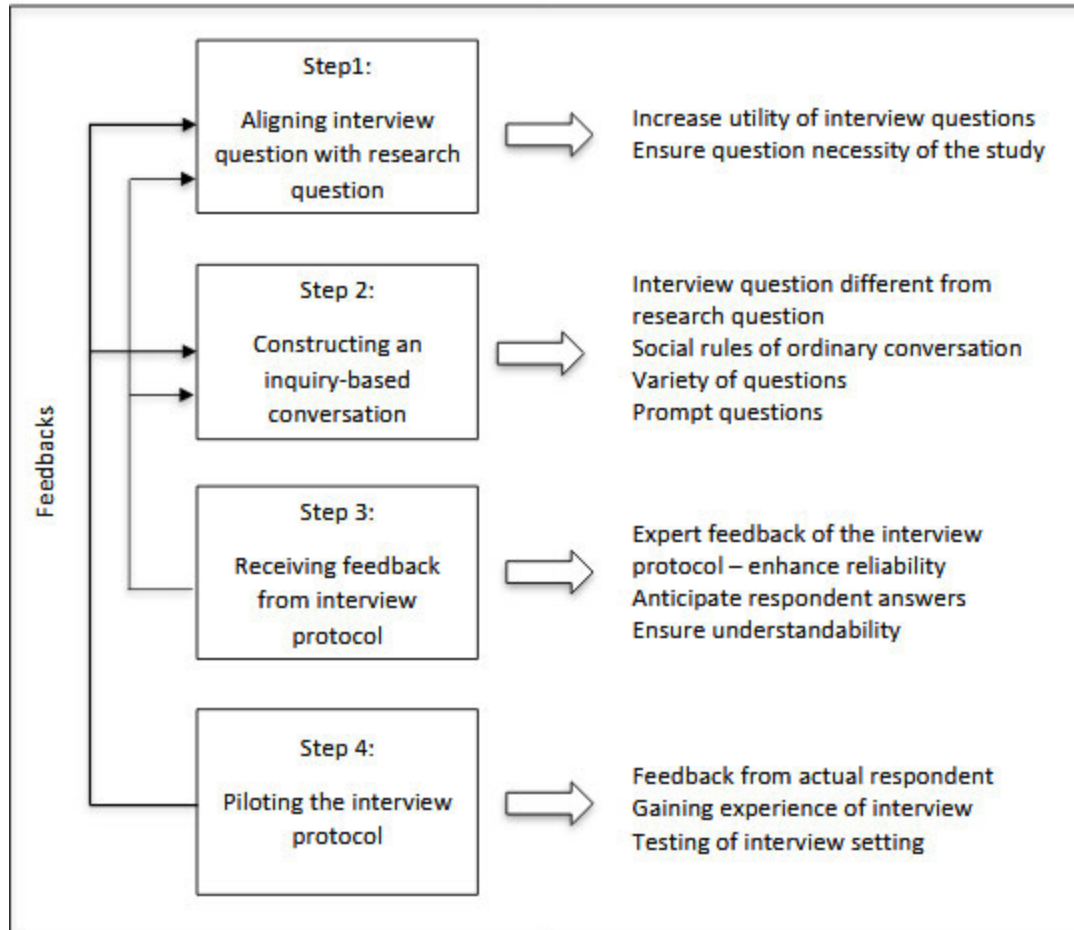 Step1:
Aligning interview
question with research
question
Increase utility of interview questions
Ensure question necessity of the study
Step 2:
Constructing an
inquiry-based
conversation
Interview question different from
research question
Social rules of ordinary conversation
Variety of questions
Prompt questions
Feedbacks
Step 3:
Receiving feedback
from interview
protocol
Expert feedback of the interview
protocol – enhance reliability
Anticipate respondent answers
Ensure understandability
Step 4:
Piloting the interview
protocol
Feedback from actual respondent
Gaining experience of interview
Testing of interview setting